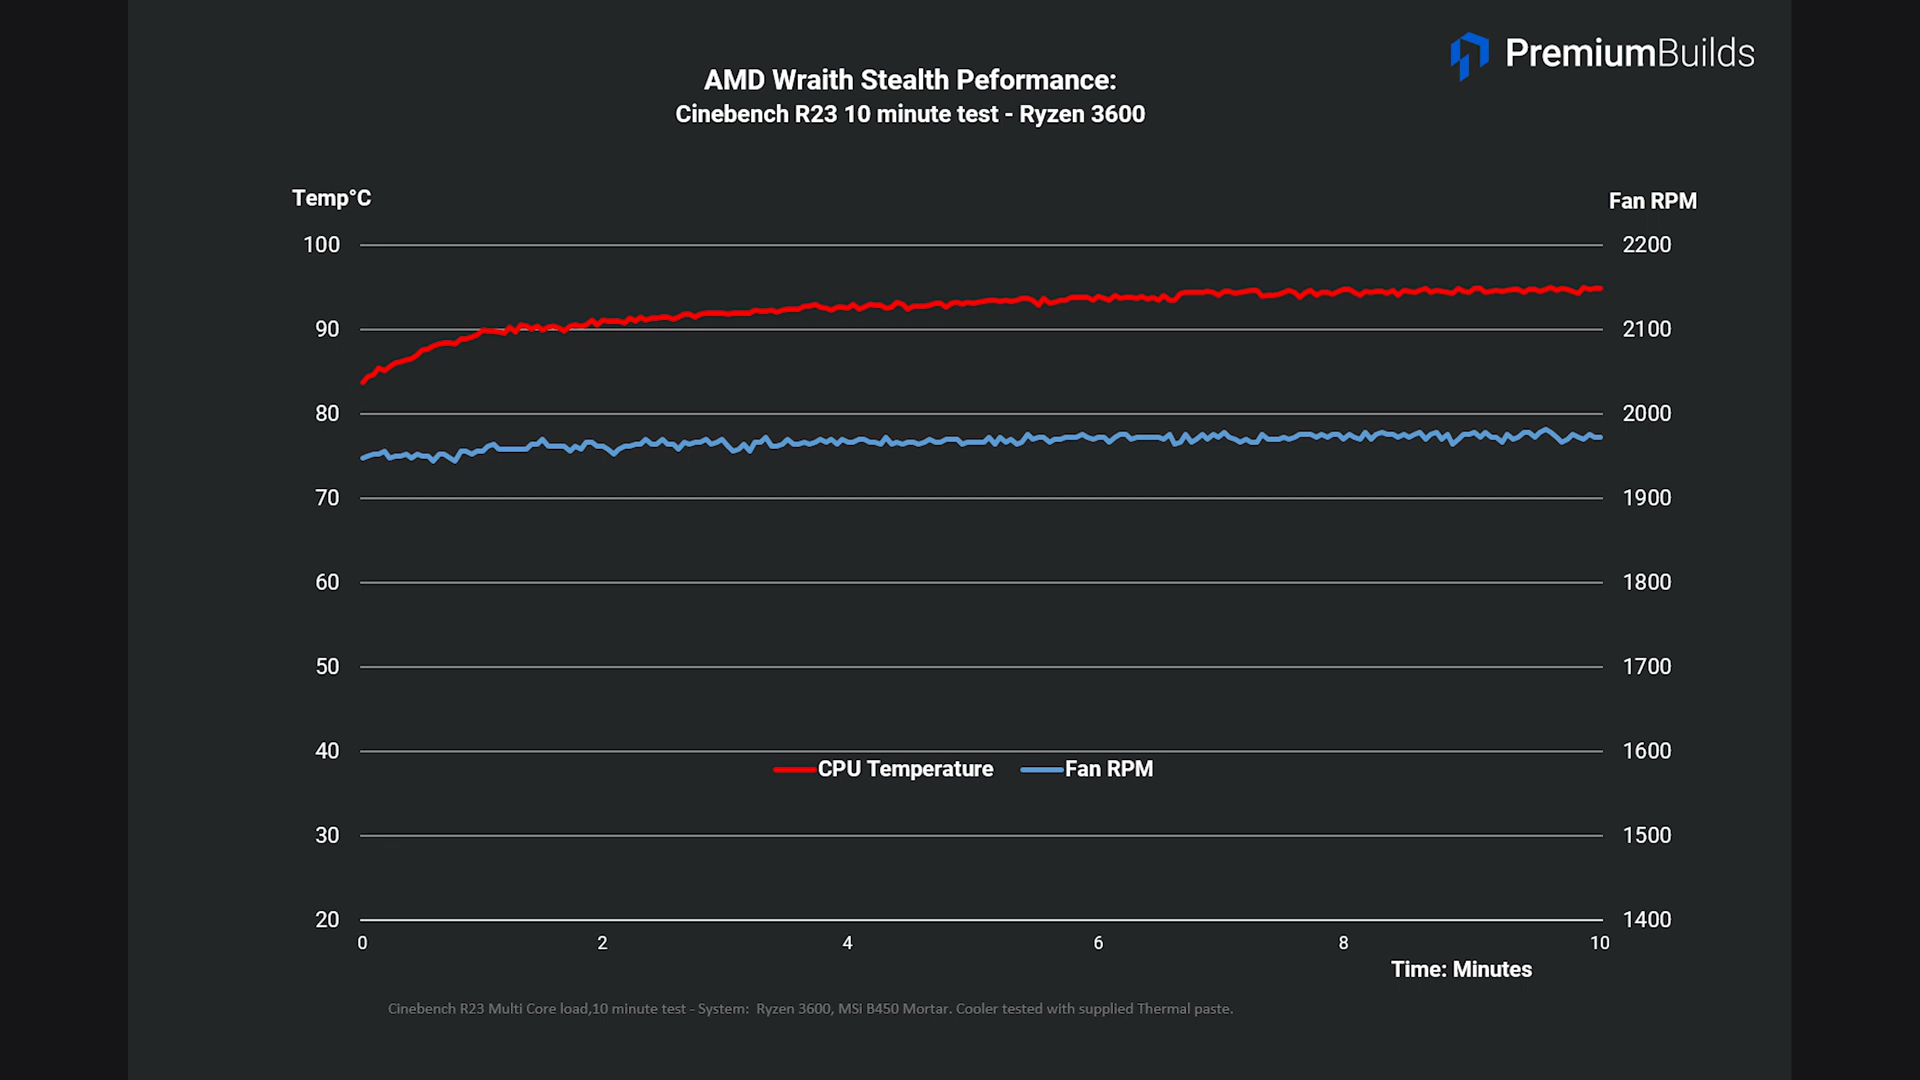 PremiumBuilds
AMD Wraith Stealth Peformance:
Cinebench R23 10 minute test - Ryzen 3600
Temp°C
Fan RPM
100
2200
90
2100
80
2000
70
1900
60
1800
50
1700
40
1600
CPU Temperature
Fan RPM
30
1500
20
1400
0
2
4
6
8
10
Time: Minutes
Cinebench R23 Multi Core load,10 minute test - System:  Ryzen 3600, MSi B450 Mortar. Cooler tested with supplied Thermal paste.